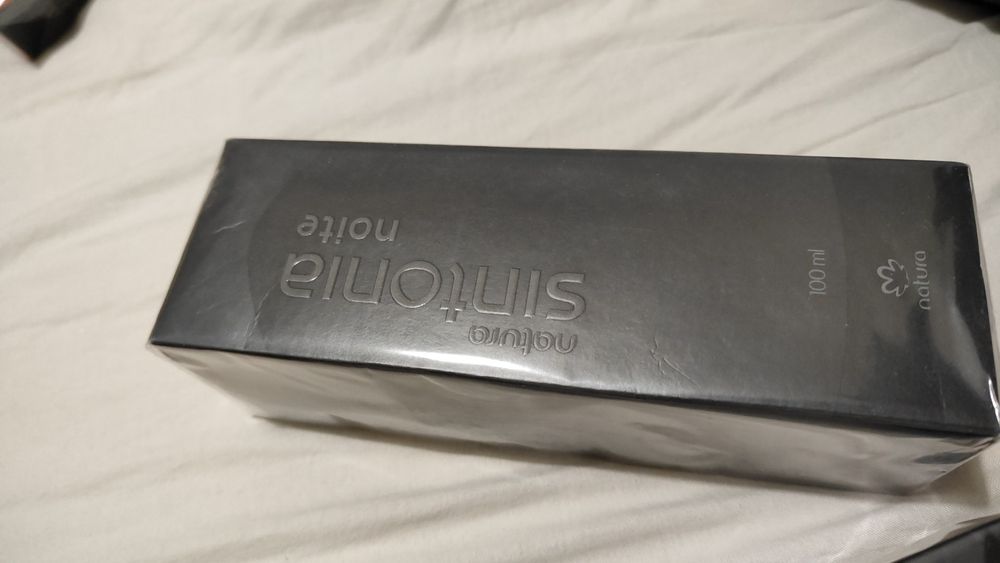 natura
sintonia
noite
100 ml
natura